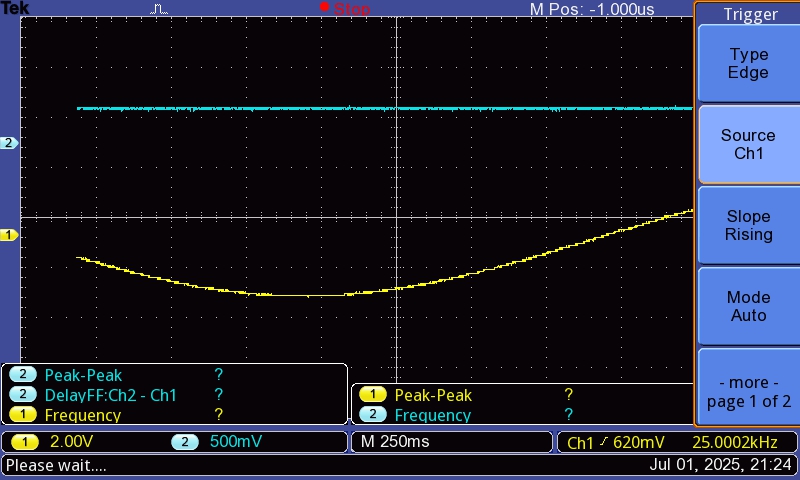 Tek Stop M Pos: -1.000us
Trigger
Type
Edge
2
Source
Ch1
1
Slope
Rising
Mode
Auto
2 Peak-Peak ?
2 DelayFF:Ch2 - Ch1 ?
1 Frequency ?
1 Peak-Peak ?
2 Frequency ?
- more -
page 1 of 2
1 2.00V 2 500mV M 250ms Ch1 620mV 25.0002kHz
Please wait.... Jul 01, 2025, 21:24